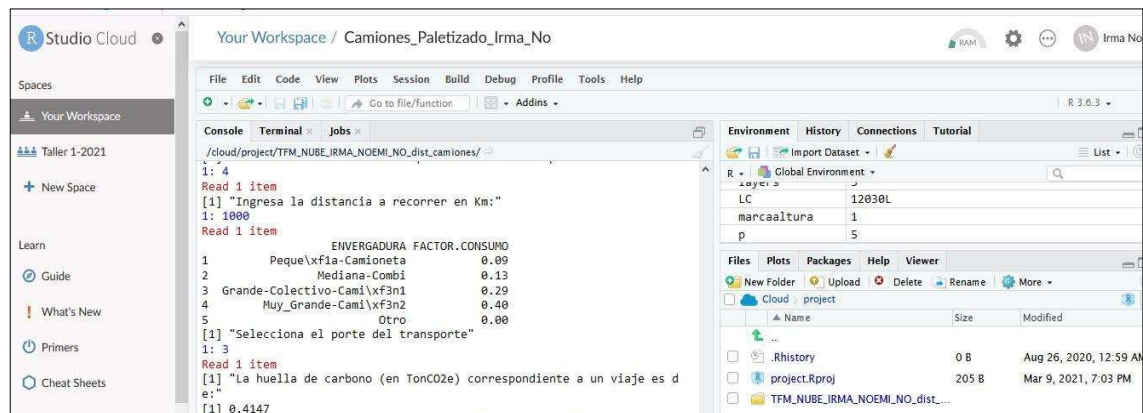 R Studio Cloud
Spaces
Your Workspace
Taller 1-2021
New Space
Learn
Guide
What's New
Primers
Cheat Sheets
Your Workspace / Camiones_Paletizado_Irma_No
RAM
IN Irma No
File Edit Code View Plots Session Build Debug Profile Tools Help
Go to file/function Addins
R 3.6.3
Console Terminal Jobs
/cloud/project/TFM_NUBE_IRMA_NOEMI_NO_dist_camiones/
1: 4
Read 1 item
[1] "Ingresa la distancia a recorrer en Km:"
1: 1000
Read 1 item
ENVERGADURA FACTOR.CONSUMO
1 Peque\xf1a-Camioneta 0.09
2 Mediana-Combi 0.13
3 Grande-Colectivo-Cami\xf3n1 0.29
4 Muy_Grande-Cami\xf3n2 0.40
5 Otro 0.00
[1] "Selecciona el porte del transporte"
1: 3
Read 1 item
[1] "La huella de carbono (en TonCO2e) correspondiente a un viaje es d
e:"
[1] 0.4147
Environment History Connections Tutorial
Import Dataset List
R Global Environment
layers 5
LC 12030L
marcaaltura 1
p 5
Files Plots Packages Help Viewer
New Folder Upload Delete Rename More
Cloud project
Name Size Modified
..
.Rhistory 0 B Aug 26, 2020, 12:59 AM
project.Rproj 205 B Mar 9, 2021, 7:03 PM
TFM_NUBE_IRMA_NOEMI_NO_dist_...